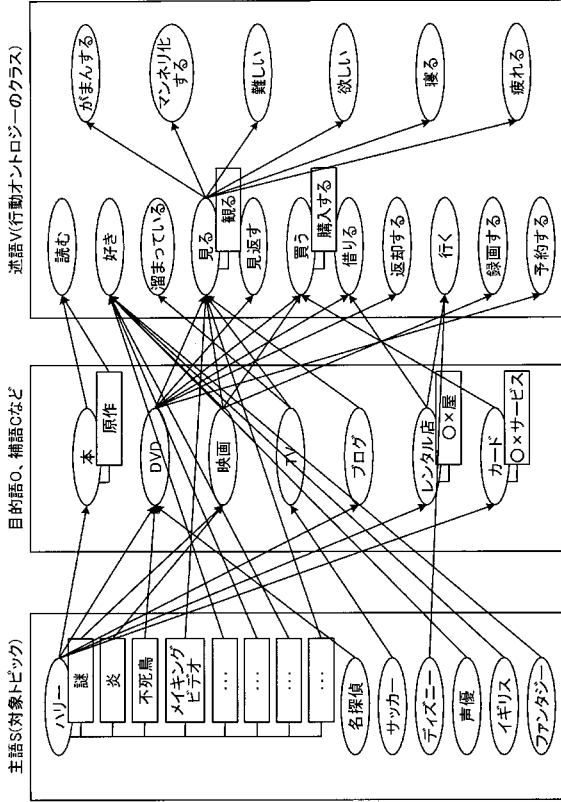 主語S(対象トピック)
ハリー
謎
炎
不死鳥
メイキング
ビデオ
…
…
…
…
名探偵
サッカー
ディズニー
声優
イギリス
ファンタジー
目的語O、補語Cなど
本
原作
DVD
映画
TV
ブログ
レンタル店
○×屋
カード
○×サービス
述語V(行動オントロジーのクラス)
読む
好き
溜まっている
見る
観る
見返す
買う
購入する
借りる
返却する
行く
録画する
予約する
がまんする
マンネリ化
する
難しい
欲しい
寝る
疲れる